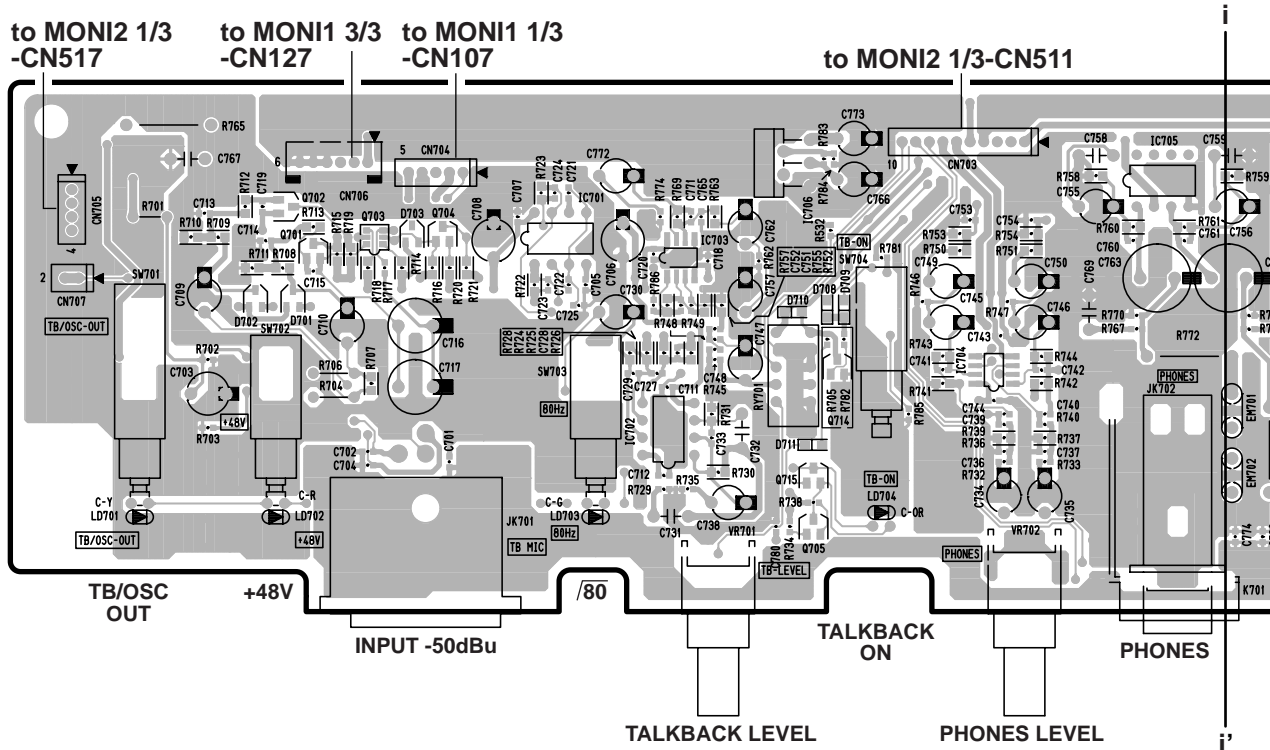 to MONI2 1/3
-CN517
to MONI1 3/3
-CN127
to MONI1 1/3
-CN107
to MONI2 1/3-CN511
i
R765
C767
R712
C719
Q702
CN706
6
5
CN704
R723
C724
C721
C707
C772
IC701
C708
R774
R769
C771
C765
R763
IC706
R783
R784
C773
C766
10
CN703
C758
IC705
C759
R758
C755
R759
CN705
4
R701
C713
R710
R709
C714
Q701
R713
R715
R719
Q703
D703
Q704
R711
R708
C715
R718
R717
R714
R716
R720
R721
R722
C723
C722
C725
C705
C706
C720
C730
IC703
C718
R786
C762
R762
C757
R757
C752
C751
R755
R752
R532
TB-ON
SW704
R781
C753
R753
R750
C754
R754
R751
R760
C760
C763
R761
C761
C756
2
CN707
SW701
TB/OSC-OUT
C709
D702
D701
SW702
C710
C716
C717
R728
R724
R725
C728
R726
R748
R749
C747
D710
D708
D709
R746
C749
C745
R747
C750
C746
C743
C769
R770
R767
R772
C703
R702
R706
R704
R707
R703
+48V
SW703
80Hz
C729
C727
C711
C748
R745
RY701
R705
R782
Q714
R785
R743
C741
R741
IC704
R744
C742
R742
PHONES
JK702
EM701
EM702
C702
C704
C701
IC702
R731
C733
C732
D711
C744
C739
R739
R736
C740
R740
R737
C737
R733
C736
R732
C734
C735
C712
R729
R735
R730
Q715
R738
TB-ON
LD704
C-OR
C-Y
LD701
TB/OSC-OUT
C-R
LD702
+48V
JK701
TB MIC
C-G
LD703
80Hz
C731
C738
VR701
C780
R734
Q705
TB-LEVEL
PHONES
VR702
C774
K701
TB/OSC
OUT
+48V
INPUT -50dBu
/80
TALKBACK
ON
PHONES
TALKBACK LEVEL
PHONES LEVEL
i’